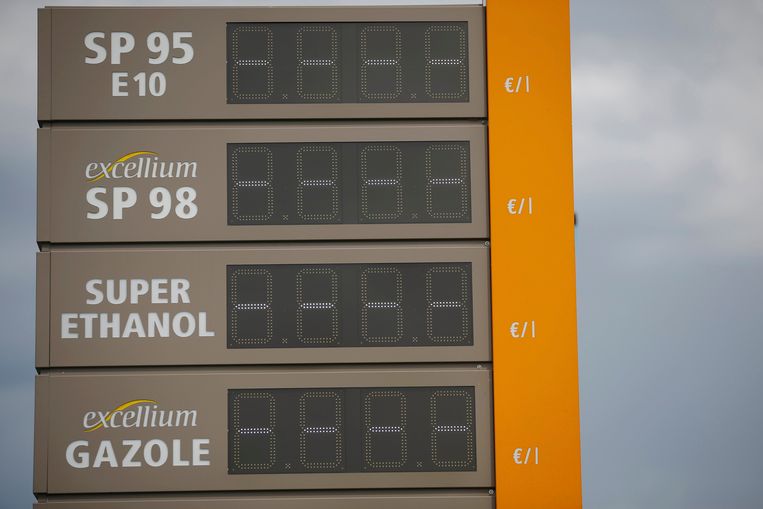 SP 95
E10
-.--- €/l
excellium
SP 98
-.--- €/l
SUPER
ETHANOL
-.--- €/l
excellium
GAZOLE
-.--- €/l